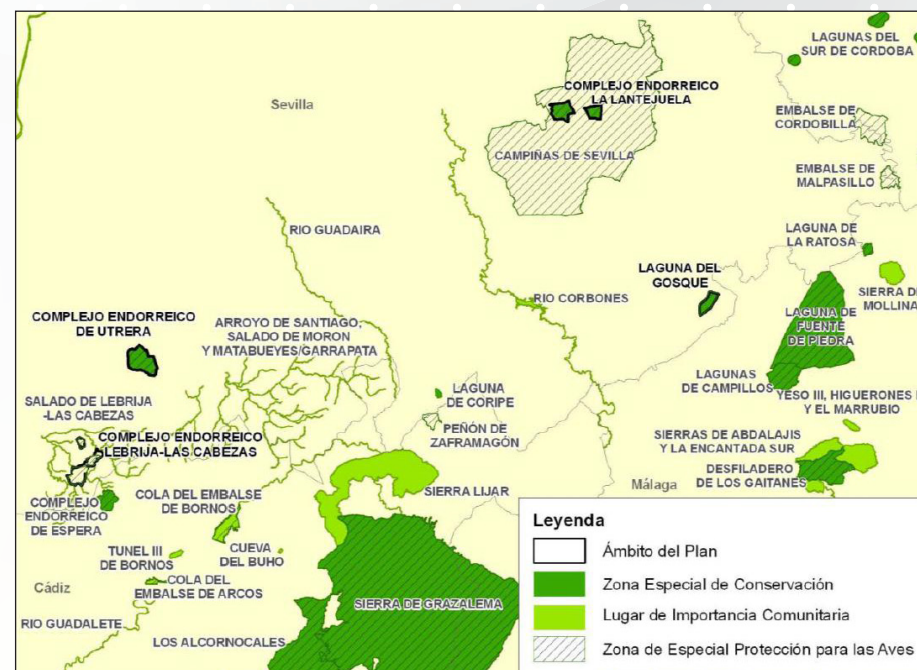 LAGUNAS DEL
SUR DE CORDOBA
COMPLEJO ENDORREICO
LA LANTEJUELA
Sevilla
EMBALSE DE
CORDOBILLA
CAMPIÑAS DE SEVILLA
EMBALSE DE
MALPASILLO
RIO GUADAIRA
LAGUNA DE
LA RATOSA
LAGUNA DEL
GOSQUE
RIO CORBONES
SIERRA DE
MOLLINA
COMPLEJO ENDORREICO
DE UTRERA
ARROYO DE SANTIAGO,
SALADO DE MORON
Y MATABUEYES/GARRAPATA
LAGUNA DE
FUENTE
DE PIEDRA
LAGUNAS
DE CAMPILLOS
LAGUNA
DE CORIPE
SALADO DE LEBRIJA
-LAS CABEZAS
YESO III, HIGUERONES
Y EL MARRUBIO
PEÑÓN DE
ZAFRAMAGÓN
COMPLEJO ENDORREICO
LEBRIJA-LAS CABEZAS
SIERRAS DE ABDALAJIS
Y LA ENCANTADA SUR
DESFILADERO
DE LOS GAITANES
Málaga
SIERRA LIJAR
COLA DEL EMBALSE
DE BORNOS
COMPLEJO
ENDORREICO
DE ESPERA
TUNEL III
DE BORNOS
CUEVA
DEL BUHO
Cádiz
COLA DEL
EMBALSE DE ARCOS
SIERRA DE GRAZALEMA
RIO GUADALETE
LOS ALCORNOCALES
Leyenda
Ámbito del Plan
Zona Especial de Conservación
Lugar de Importancia Comunitaria
Zona de Especial Protección para las Aves